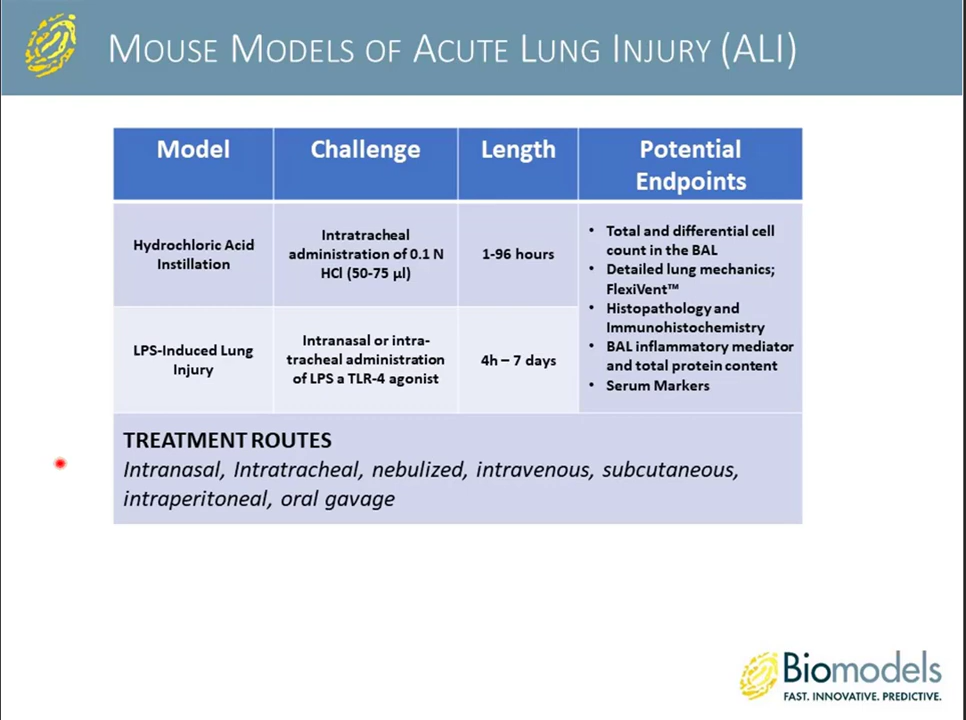 MOUSE MODELS OF ACUTE LUNG INJURY (ALI)
Model
Challenge
Length
Potential
Endpoints
Hydrochloric Acid
Instillation
Intratracheal
administration of 0.1 N
HCl (50-75 µl)
1-96 hours
• Total and differential cell
count in the BAL
• Detailed lung mechanics;
FlexiVent™
• Histopathology and
Immunohistochemistry
• BAL inflammatory mediator
and total protein content
• Serum Markers
LPS-Induced Lung
Injury
Intranasal or intra-
tracheal administration
of LPS a TLR-4 agonist
4h – 7 days
TREATMENT ROUTES
Intranasal, Intratracheal, nebulized, intravenous, subcutaneous,
intraperitoneal, oral gavage
Biomodels
FAST. INNOVATIVE. PREDICTIVE.